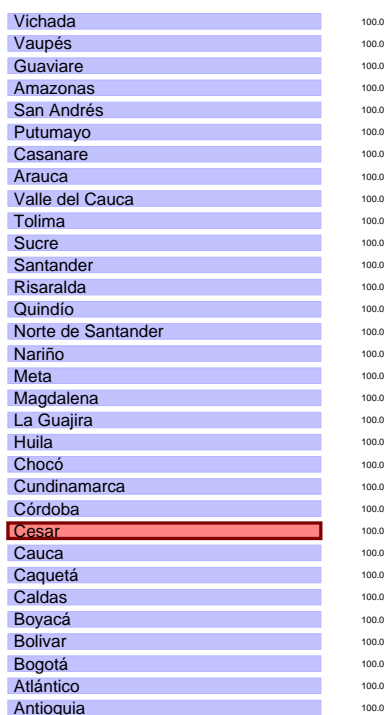 Vichada 100.0
Vaupés 100.0
Guaviare 100.0
Amazonas 100.0
San Andrés 100.0
Putumayo 100.0
Casanare 100.0
Arauca 100.0
Valle del Cauca 100.0
Tolima 100.0
Sucre 100.0
Santander 100.0
Risaralda 100.0
Quindío 100.0
Norte de Santander 100.0
Nariño 100.0
Meta 100.0
Magdalena 100.0
La Guajira 100.0
Huila 100.0
Chocó 100.0
Cundinamarca 100.0
Córdoba 100.0
Cesar 100.0
Cauca 100.0
Caquetá 100.0
Caldas 100.0
Boyacá 100.0
Bolivar 100.0
Bogotá 100.0
Atlántico 100.0
Antioquia 100.0